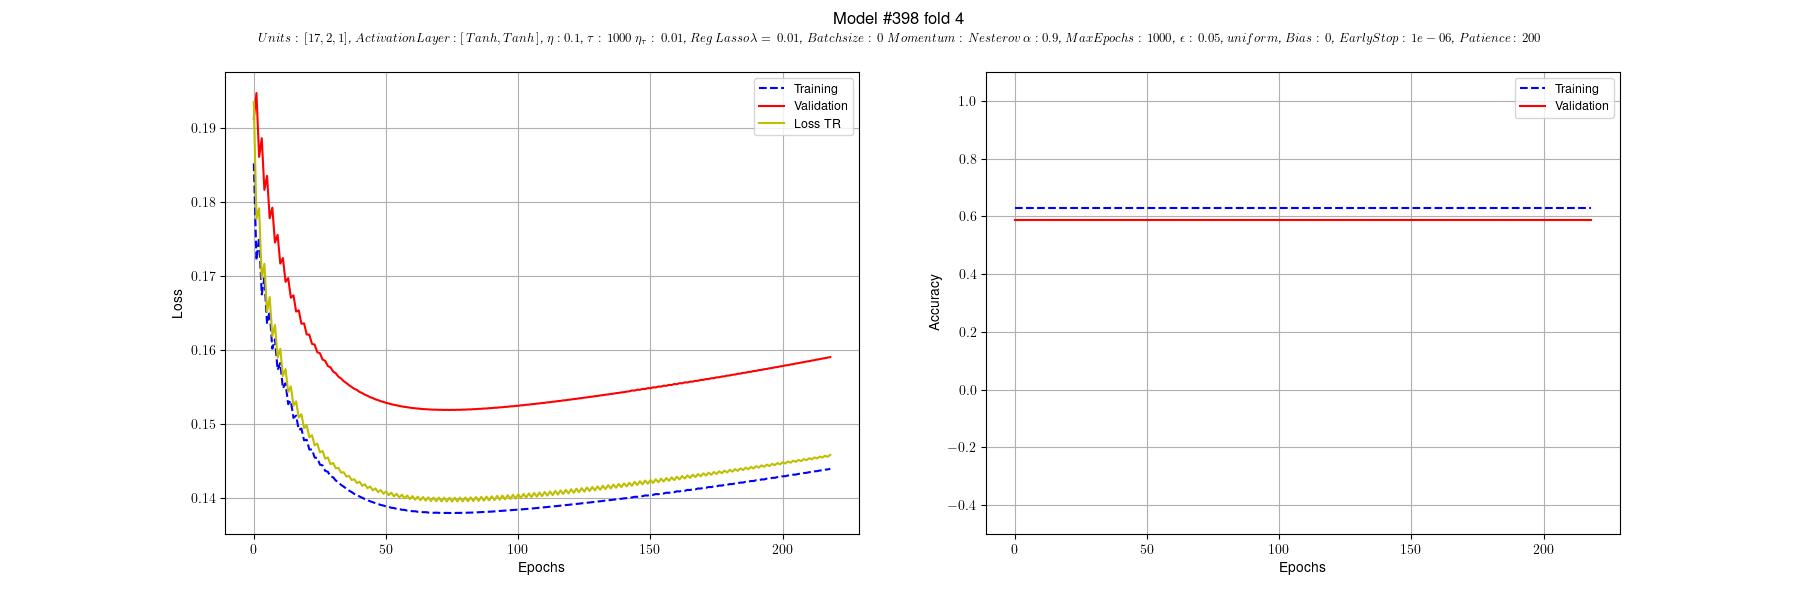 Model #398 fold 4
Units : [17, 2, 1], ActivationLayer : [Tanh, Tanh], η : 0.1, τ : 1000 ητ : 0.01, Reg Lassoλ = 0.01, Batchsize : 0 Momentum : Nesterov α : 0.9, MaxEpochs : 1000, ϵ : 0.05, uniform, Bias : 0, EarlyStop : 1e − 06, Patience : 200
Training
Validation
Loss TR
0.19
0.18
0.17
0.16
0.15
0.14
Loss
0 50 100 150 200
Epochs
Training
Validation
1.0
0.8
0.6
0.4
0.2
0.0
−0.2
−0.4
Accuracy
0 50 100 150 200
Epochs